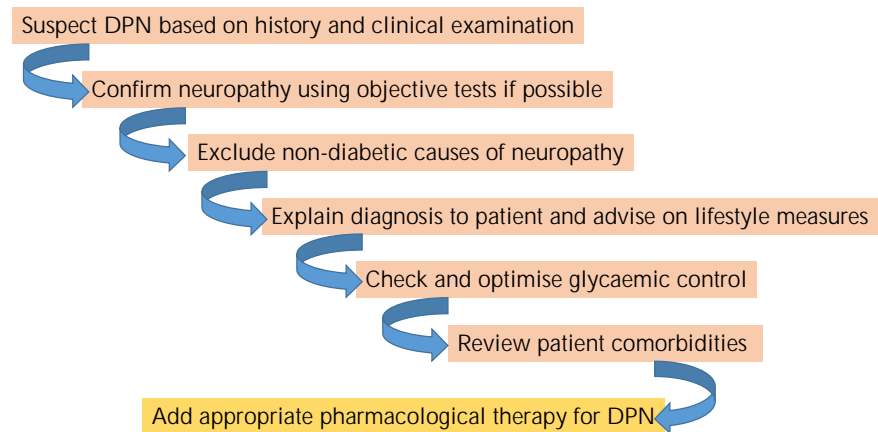 Suspect DPN based on history and clinical examination
Confirm neuropathy using objective tests if possible
Exclude non-diabetic causes of neuropathy
Explain diagnosis to patient and advise on lifestyle measures
Check and optimise glycaemic control
Review patient comorbidities
Add appropriate pharmacological therapy for DPN